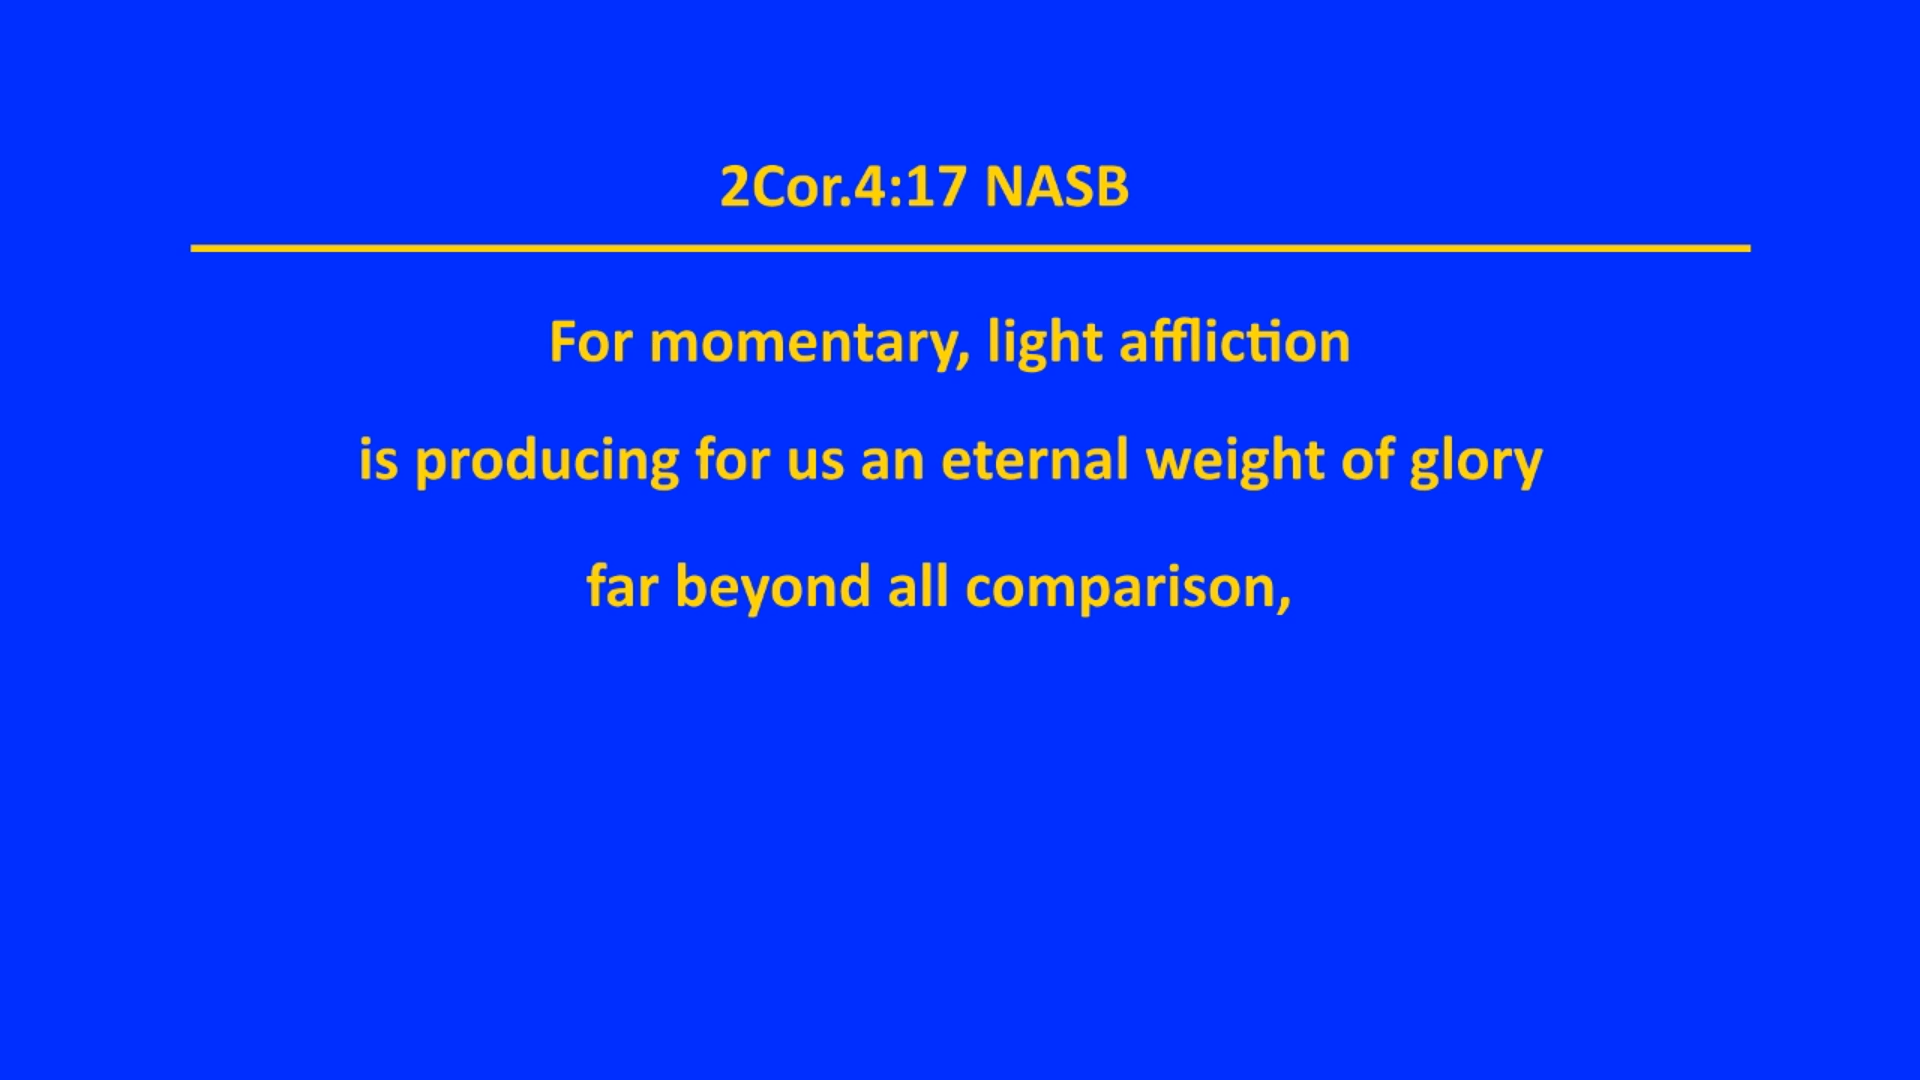 2Cor.4:17 NASB
For momentary, light affliction
is producing for us an eternal weight of glory
far beyond all comparison,